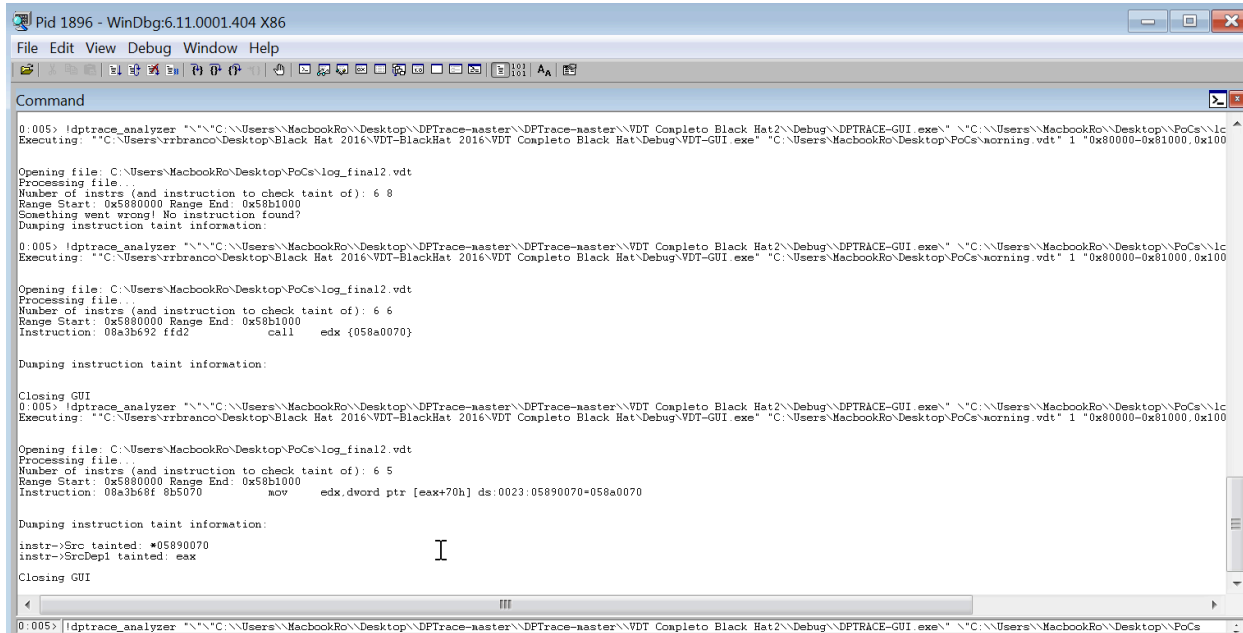 Pid 1896 - WinDbg:6.11.0001.404 X86
File Edit View Debug Window Help
Command
0:005> !dptrace_analyzer "\"\"C:\\Users\\MacbookRo\\Desktop\\DPTrace-master\\DPTrace-master\\VDT Completo Black Hat2\\Debug\\DPTRACE-GUI.exe\" \"C:\\Users\\MacbookRo\\Desktop\\PoCs\\lc
Executing: ""C:\Users\rrbranco\Desktop\Black Hat 2016\VDT-BlackHat 2016\VDT Completo Black Hat\Debug\VDT-GUI.exe" "C:\Users\MacbookRo\Desktop\PoCs\morning.vdt" 1 "0x80000-0x81000,0x100
Opening file: C:\Users\MacbookRo\Desktop\PoCs\log_final2.vdt
Processing file...
Number of instrs (and instruction to check taint of): 6 8
Range Start: 0x5880000 Range End: 0x58b1000
Something went wrong! No instruction found?
Dumping instruction taint information:
0:005> !dptrace_analyzer "\"\"C:\\Users\\MacbookRo\\Desktop\\DPTrace-master\\DPTrace-master\\VDT Completo Black Hat2\\Debug\\DPTRACE-GUI.exe\" \"C:\\Users\\MacbookRo\\Desktop\\PoCs\\lc
Executing: ""C:\Users\rrbranco\Desktop\Black Hat 2016\VDT-BlackHat 2016\VDT Completo Black Hat\Debug\VDT-GUI.exe" "C:\Users\MacbookRo\Desktop\PoCs\morning.vdt" 1 "0x80000-0x81000,0x100
Opening file: C:\Users\MacbookRo\Desktop\PoCs\log_final2.vdt
Processing file...
Number of instrs (and instruction to check taint of): 6 6
Range Start: 0x5880000 Range End: 0x58b1000
Instruction: 08a3b692 ffd2 call edx {058a0070}
Dumping instruction taint information:
Closing GUI
0:005> !dptrace_analyzer "\"\"C:\\Users\\MacbookRo\\Desktop\\DPTrace-master\\DPTrace-master\\VDT Completo Black Hat2\\Debug\\DPTRACE-GUI.exe\" \"C:\\Users\\MacbookRo\\Desktop\\PoCs\\lc
Executing: ""C:\Users\rrbranco\Desktop\Black Hat 2016\VDT-BlackHat 2016\VDT Completo Black Hat\Debug\VDT-GUI.exe" "C:\Users\MacbookRo\Desktop\PoCs\morning.vdt" 1 "0x80000-0x81000,0x100
Opening file: C:\Users\MacbookRo\Desktop\PoCs\log_final2.vdt
Processing file...
Number of instrs (and instruction to check taint of): 6 5
Range Start: 0x5880000 Range End: 0x58b1000
Instruction: 08a3b68f 8b5070 mov edx,dword ptr [eax+70h] ds:0023:05890070=058a0070
Dumping instruction taint information:
instr->Src tainted: *05890070
instr->SrcDep1 tainted: eax
Closing GUI
0:005> !dptrace_analyzer "\"\"C:\\Users\\MacbookRo\\Desktop\\DPTrace-master\\DPTrace-master\\VDT Completo Black Hat2\\Debug\\DPTRACE-GUI.exe\" \"C:\\Users\\MacbookRo\\Desktop\\PoCs